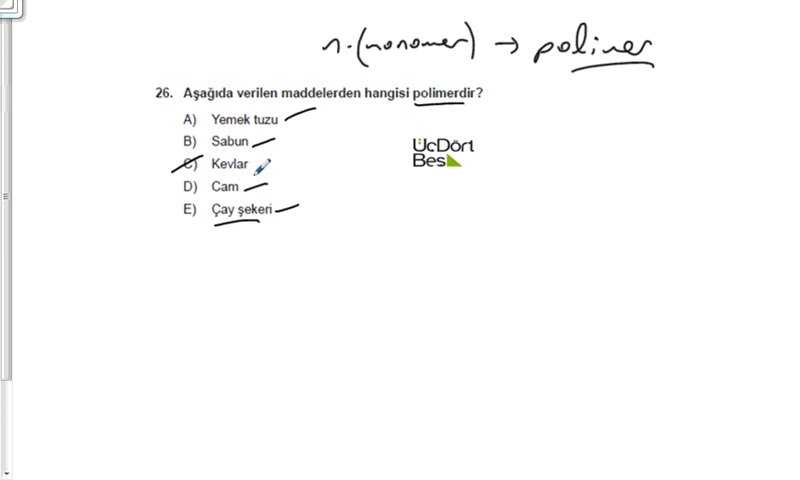 n.(monomer) → polimer
26. Aşağıda verilen maddelerden hangisi polimerdir?
A) Yemek tuzu
B) Sabun
C) Kevlar
D) Cam
E) Çay şekeri
ÜçDört
Beş